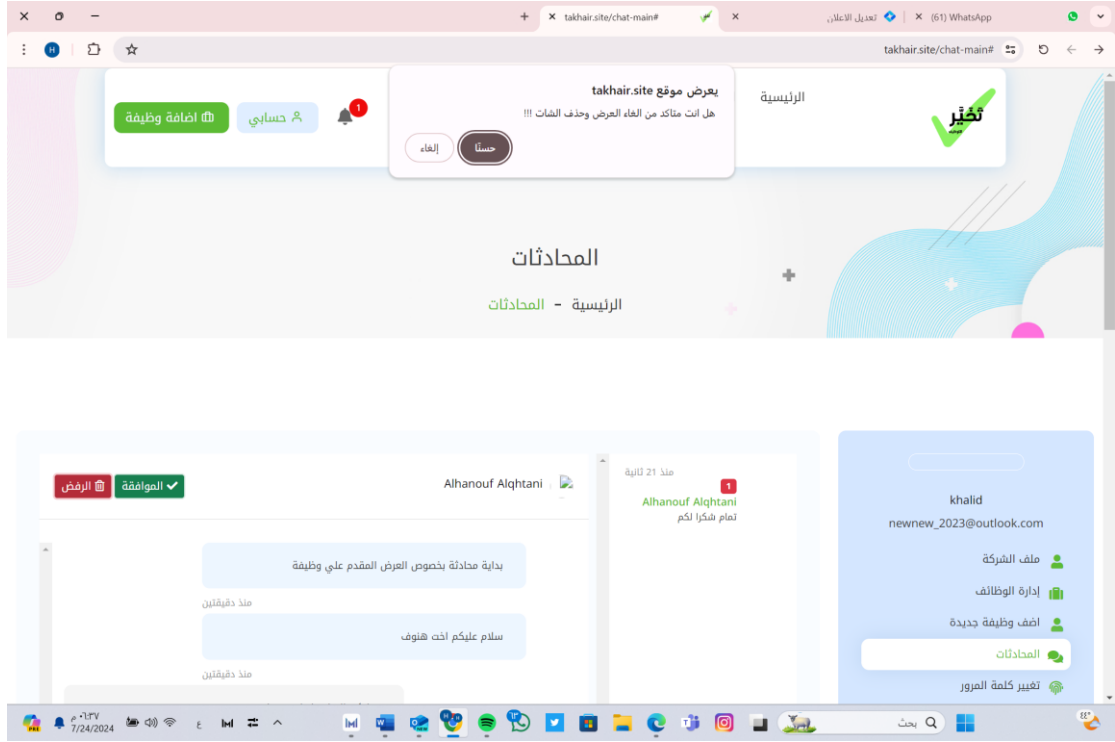 (61) WhatsApp
تعديل الاعلان
takhair.site/chat-main#
takhair.site/chat-main#
H
تخيّر
الرئيسية
يعرض موقع takhair.site
هل انت متاكد من الغاء العرض وحذف الشات !!!
حسنًا
إلغاء
1
حسابي
اضافة وظيفة
المحادثات
الرئيسية - المحادثات
khalid
newnew_2023@outlook.com
ملف الشركة
إدارة الوظائف
اضف وظيفة جديدة
المحادثات
تغيير كلمة المرور
منذ 21 ثانية
1
Alhanouf Alqhtani
تمام شكرا لكم
Alhanouf Alqhtani
الموافقة
الرفض
بداية محادثة بخصوص العرض المقدم علي وظيفة
منذ دقيقتين
سلام عليكم اخت هنوف
منذ دقيقتين
بحث
ع
٦:٣٧ م
7/24/2024
PRE